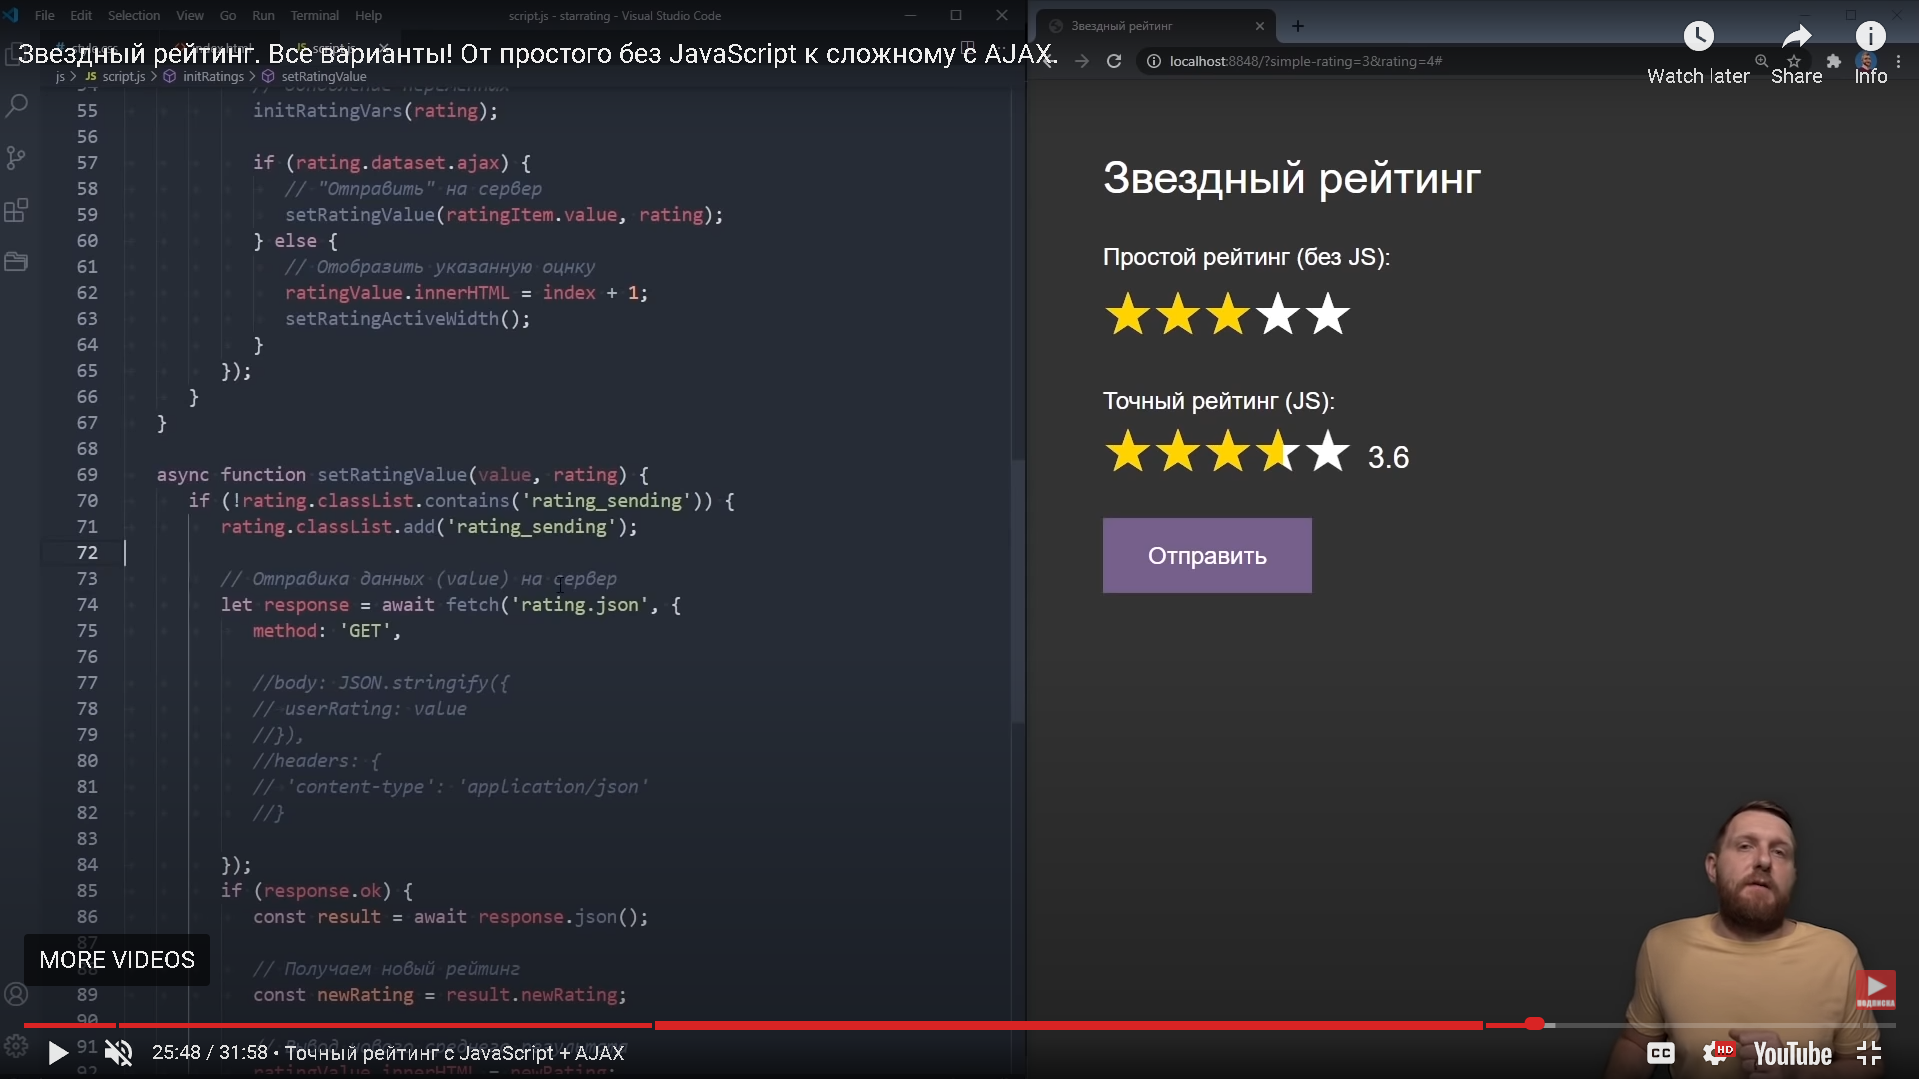 File Edit Selection View Go Run Terminal Help
script.js - starrating - Visual Studio Code
Звездный рейтинг. Все варианты! От простого без JavaScript к сложному с AJAX.
js > JS script.js > initRatings > setRatingValue
55 initRatingVars(rating);
56
57 if (rating.dataset.ajax) {
58 // "Отправить" на сервер
59 setRatingValue(ratingItem.value, rating);
60 } else {
61 // Отобразить указанную оцнку
62 ratingValue.innerHTML = index + 1;
63 setRatingActiveWidth();
64 }
65 });
66 }
67 }
68
69 async function setRatingValue(value, rating) {
70 if (!rating.classList.contains('rating_sending')) {
71 rating.classList.add('rating_sending');
72
73 // Отправика данных (value) на сервер
74 let response = await fetch('rating.json', {
75 method: 'GET',
76
77 //body: JSON.stringify({
78 // userRating: value
79 //}),
80 //headers: {
81 // 'content-type': 'application/json'
82 //}
83
84 });
85 if (response.ok) {
86 const result = await response.json();
87
// Получаем новый рейтинг
89 const newRating = result.newRating;
90
91
92 ratingValue.innerHTML = newRating;
MORE VIDEOS
25:48 / 31:58 • Точный рейтинг с JavaScript + AJAX
Звездный рейтинг
localhost:8848/?simple-rating=3&rating=4#
Watch later Share Info
Звездный рейтинг
Простой рейтинг (без JS):
Точный рейтинг (JS):
3.6
Отправить
ПОДПИСКА
CC HD YouTube